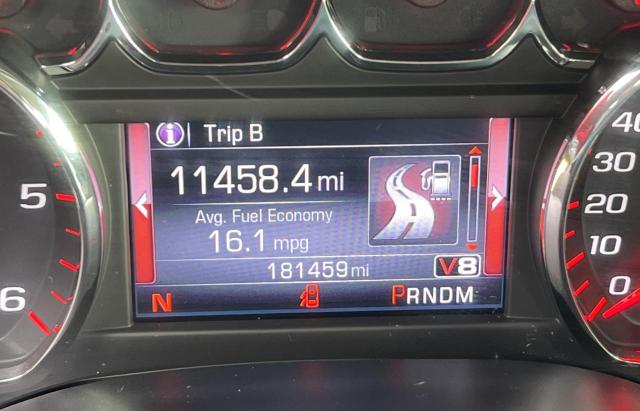 Trip B
11458.4 mi
Avg. Fuel Economy
16.1 mpg
181459 mi
V8
N
PRNDM
5
6
40
30
20
10
0